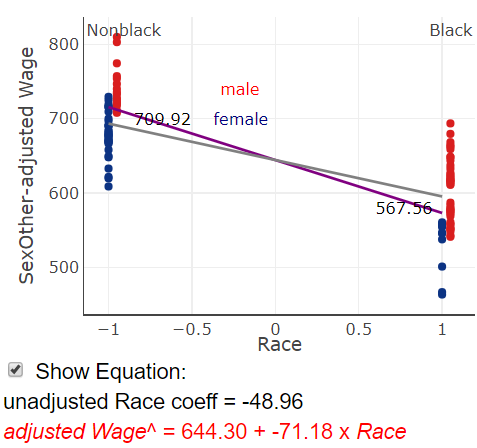 Nonblack Black
800
male
709.92 female
700
SexOther-adjusted Wage
600
567.56
500
−1 −0.5 0 0.5 1
Race
Show Equation:
unadjusted Race coeff = -48.96
adjusted Wage^ = 644.30 + -71.18 x Race